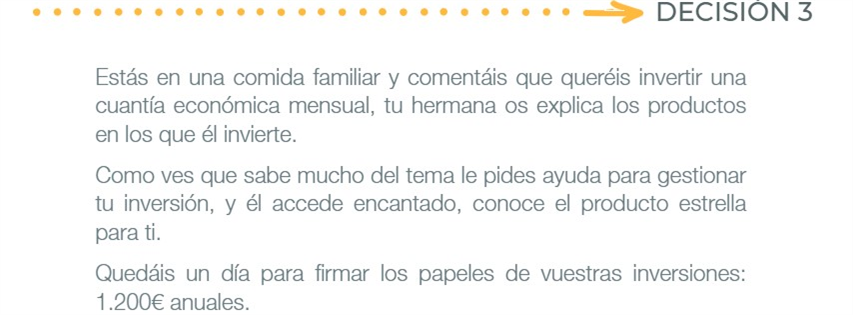 DECISIÓN 3
Estás en una comida familiar y comentáis que queréis invertir una
cuantía económica mensual, tu hermana os explica los productos
en los que él invierte.
Como ves que sabe mucho del tema le pides ayuda para gestionar
tu inversión, y él accede encantado, conoce el producto estrella
para ti.
Quedáis un día para firmar los papeles de vuestras inversiones:
1.200€ anuales.